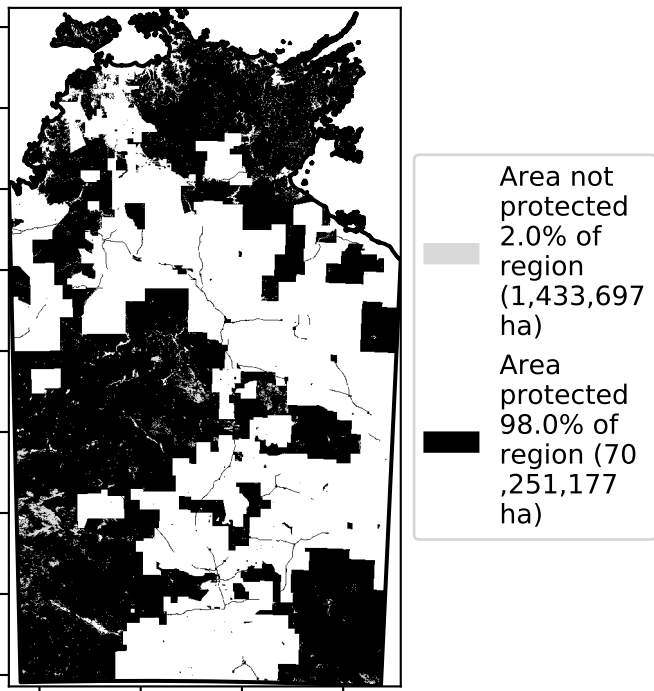 Area not
protected
2.0% of
region
(1,433,697
ha)
Area
protected
98.0% of
region (70
,251,177
ha)